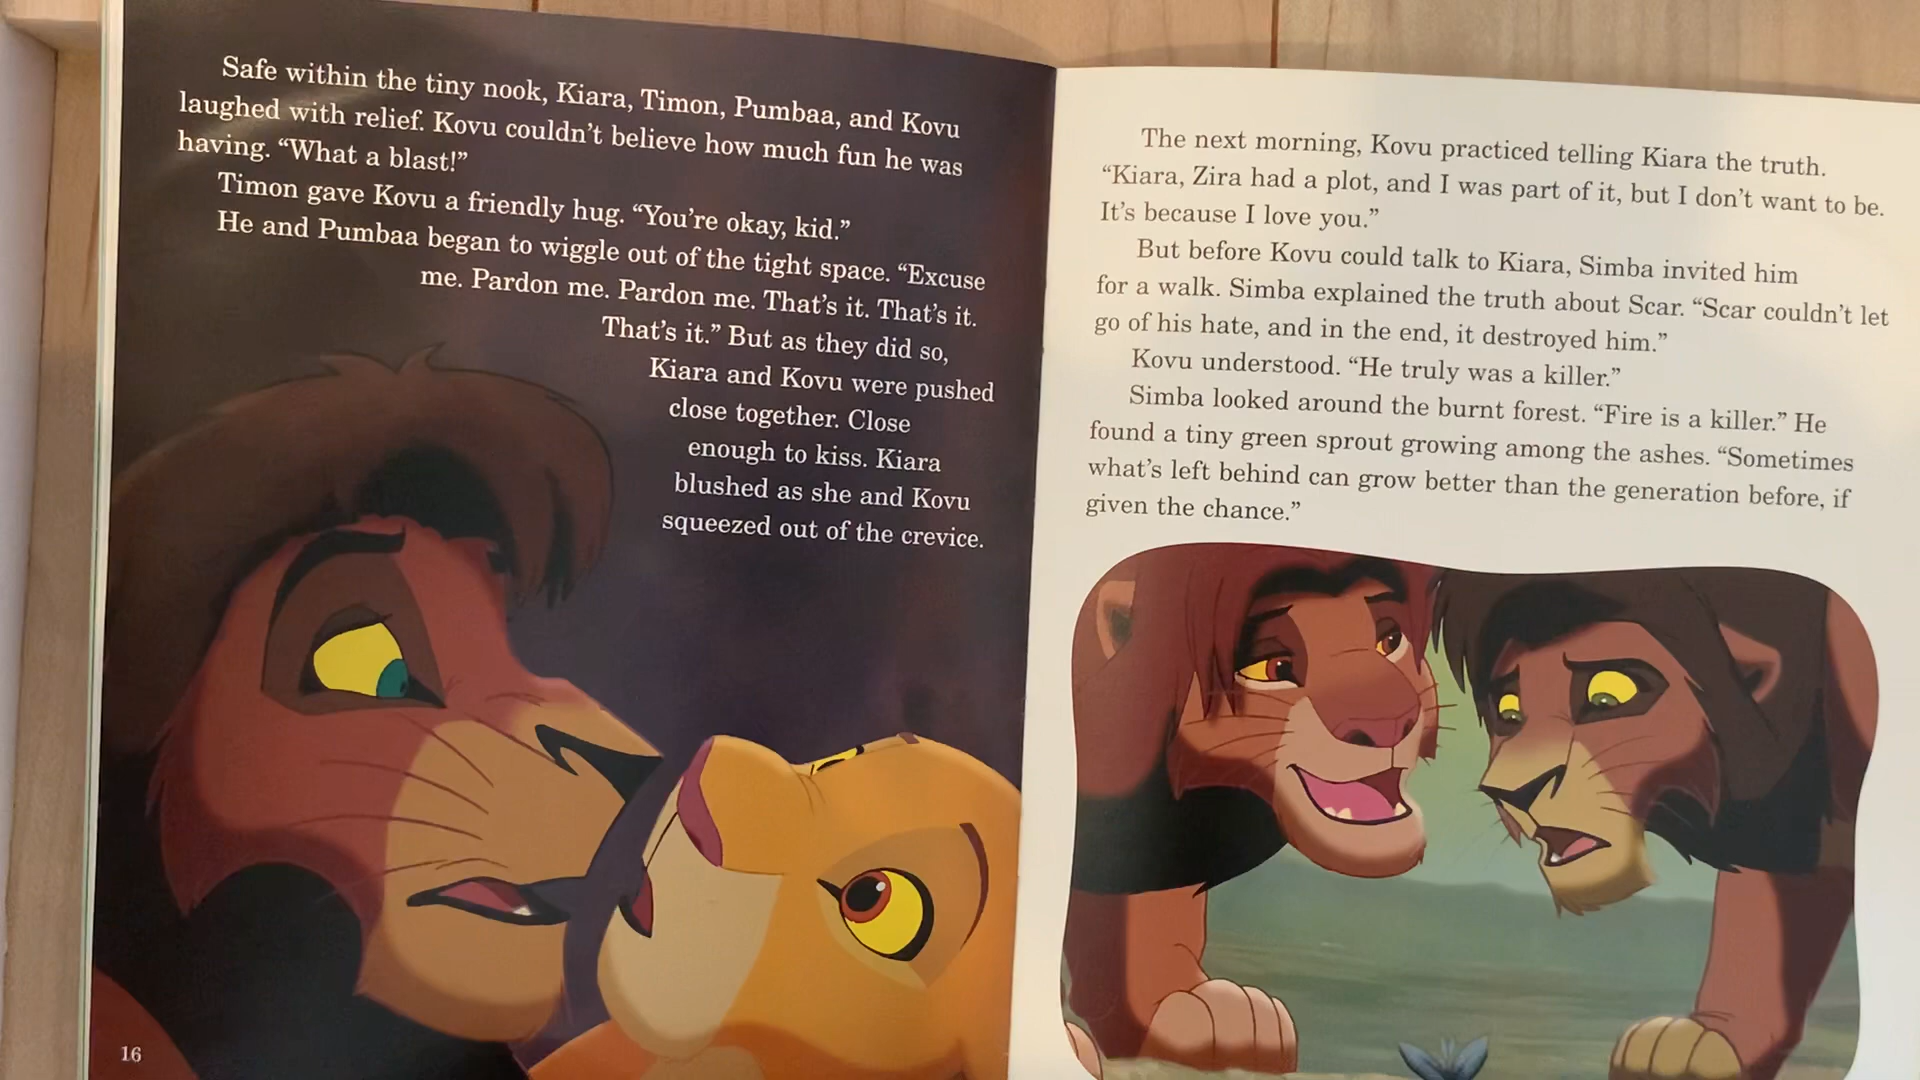 Safe within the tiny nook, Kiara, Timon, Pumbaa, and Kovu
laughed with relief. Kovu couldn’t believe how much fun he was
having. “What a blast!”
Timon gave Kovu a friendly hug. “You’re okay, kid.”
He and Pumbaa began to wiggle out of the tight space. “Excuse
me. Pardon me. Pardon me. That’s it. That’s it.
That’s it.” But as they did so,
Kiara and Kovu were pushed
close together. Close
enough to kiss. Kiara
blushed as she and Kovu
squeezed out of the crevice.
16
The next morning, Kovu practiced telling Kiara the truth.
“Kiara, Zira had a plot, and I was part of it, but I don’t want to be.
It’s because I love you.”
But before Kovu could talk to Kiara, Simba invited him
for a walk. Simba explained the truth about Scar. “Scar couldn’t let
go of his hate, and in the end, it destroyed him.”
Kovu understood. “He truly was a killer.”
Simba looked around the burnt forest. “Fire is a killer.” He
found a tiny green sprout growing among the ashes. “Sometimes
what’s left behind can grow better than the generation before, if
given the chance.”